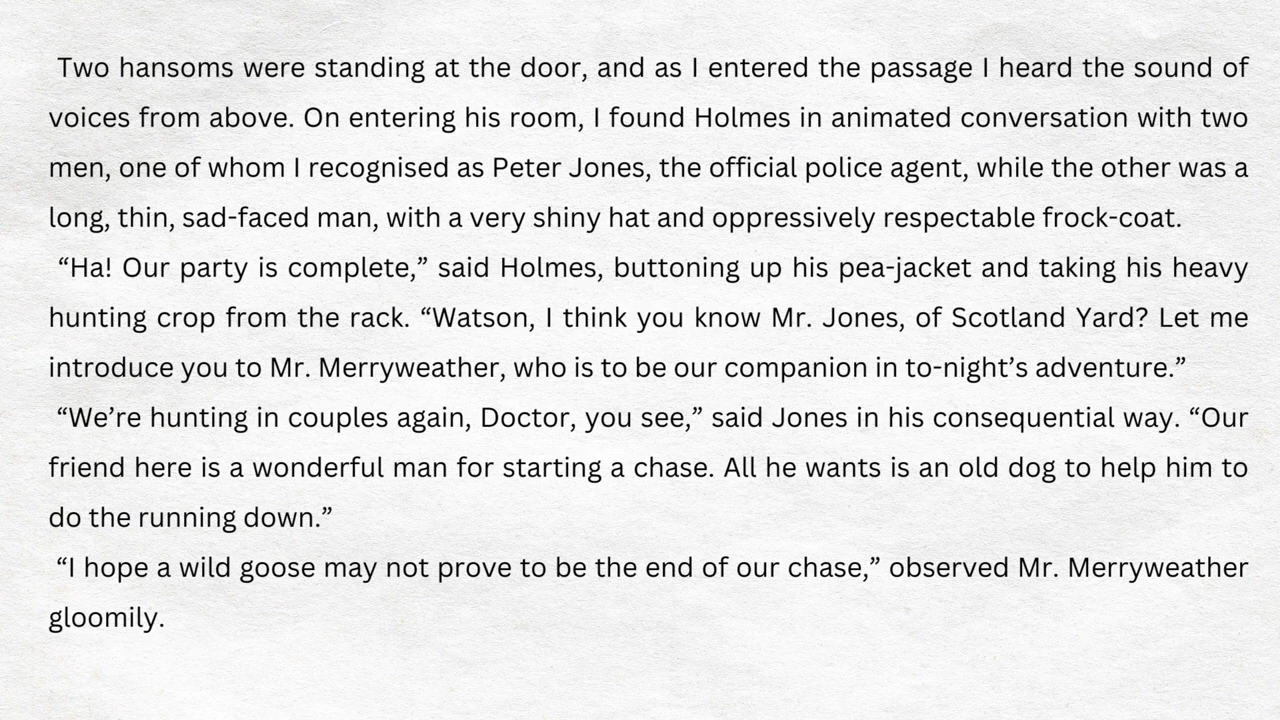 Two hansoms were standing at the door, and as I entered the passage I heard the sound of
voices from above. On entering his room, I found Holmes in animated conversation with two
men, one of whom I recognised as Peter Jones, the official police agent, while the other was a
long, thin, sad-faced man, with a very shiny hat and oppressively respectable frock-coat.
“Ha! Our party is complete,” said Holmes, buttoning up his pea-jacket and taking his heavy
hunting crop from the rack. “Watson, I think you know Mr. Jones, of Scotland Yard? Let me
introduce you to Mr. Merryweather, who is to be our companion in to-night’s adventure.”
“We’re hunting in couples again, Doctor, you see,” said Jones in his consequential way. “Our
friend here is a wonderful man for starting a chase. All he wants is an old dog to help him to
do the running down.”
“I hope a wild goose may not prove to be the end of our chase,” observed Mr. Merryweather
gloomily.